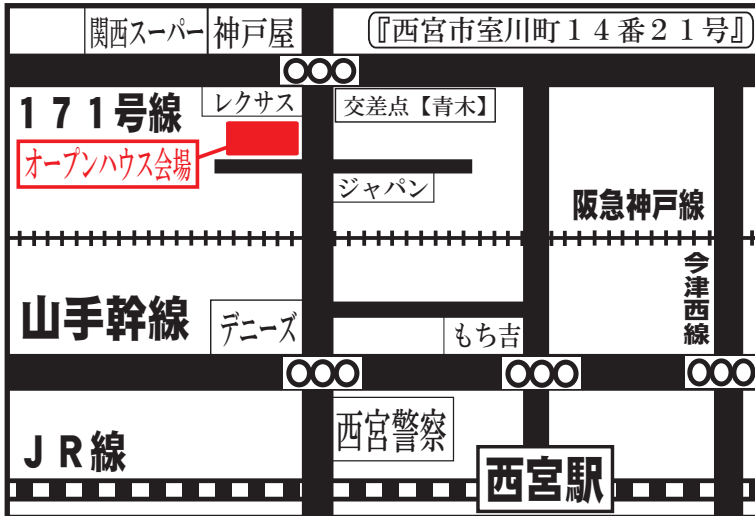 関西スーパー
神戸屋
『西宮市室川町14番21号』
171号線
レクサス
交差点【青木】
オープンハウス会場
ジャパン
阪急神戸線
今津西線
山手幹線
デニーズ
もち吉
西宮警察
JR線
西宮駅